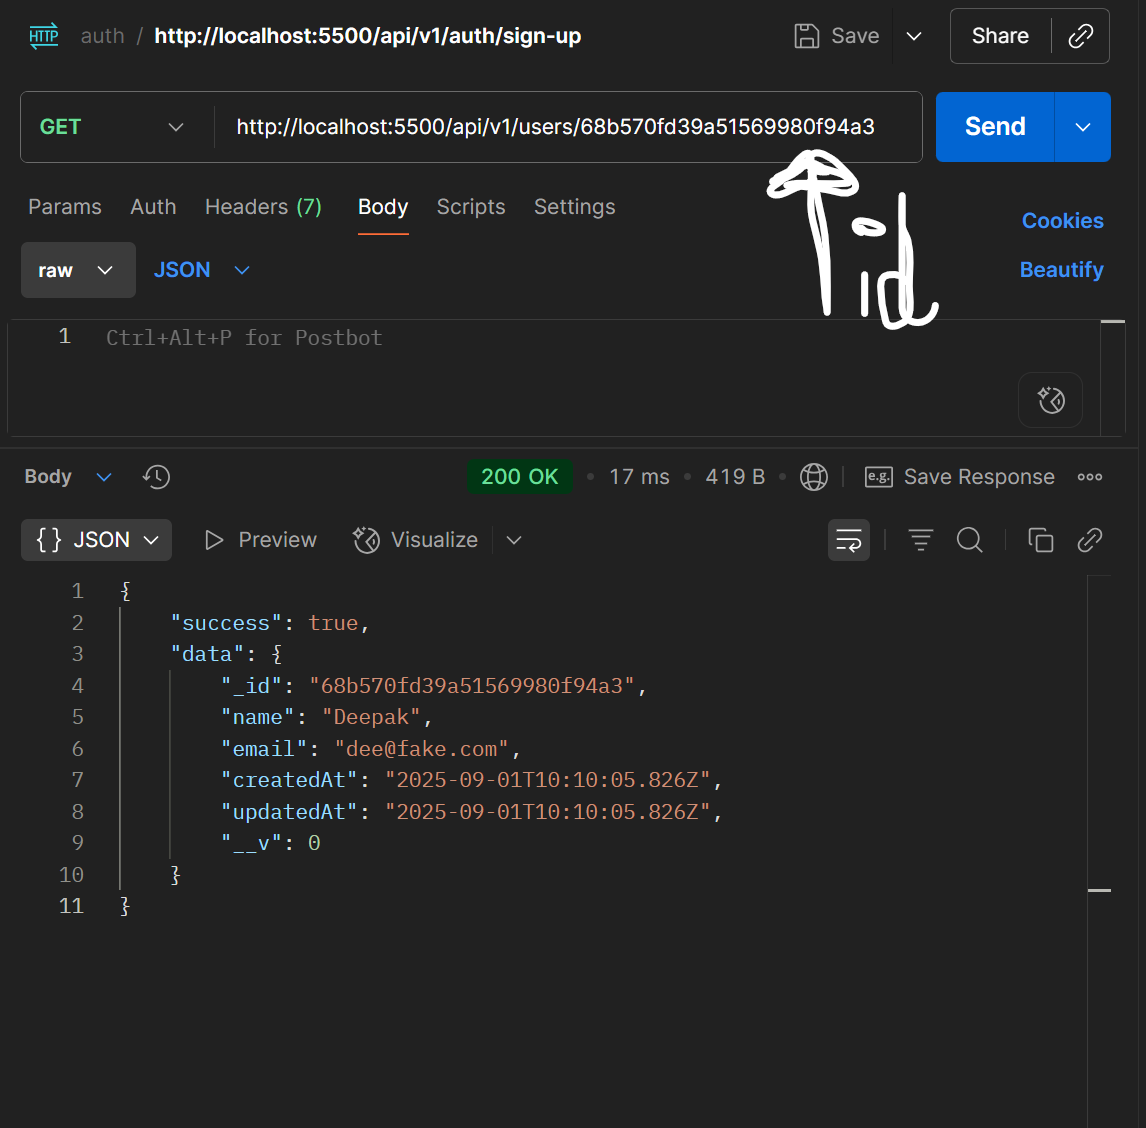 HTTP auth / http://localhost:5500/api/v1/auth/sign-up Save Share
GET http://localhost:5500/api/v1/users/68b570fd39a51569980f94a3 Send
Params Auth Headers (7) Body Scripts Settings Cookies
raw JSON Beautify
id
1 Ctrl+Alt+P for Postbot
Body 200 OK • 17 ms • 419 B • e.g. Save Response
{} JSON Preview Visualize
1 {
2 "success": true,
3 "data": {
4 "_id": "68b570fd39a51569980f94a3",
5 "name": "Deepak",
6 "email": "dee@fake.com",
7 "createdAt": "2025-09-01T10:10:05.826Z",
8 "updatedAt": "2025-09-01T10:10:05.826Z",
9 "__v": 0
10 }
11 }